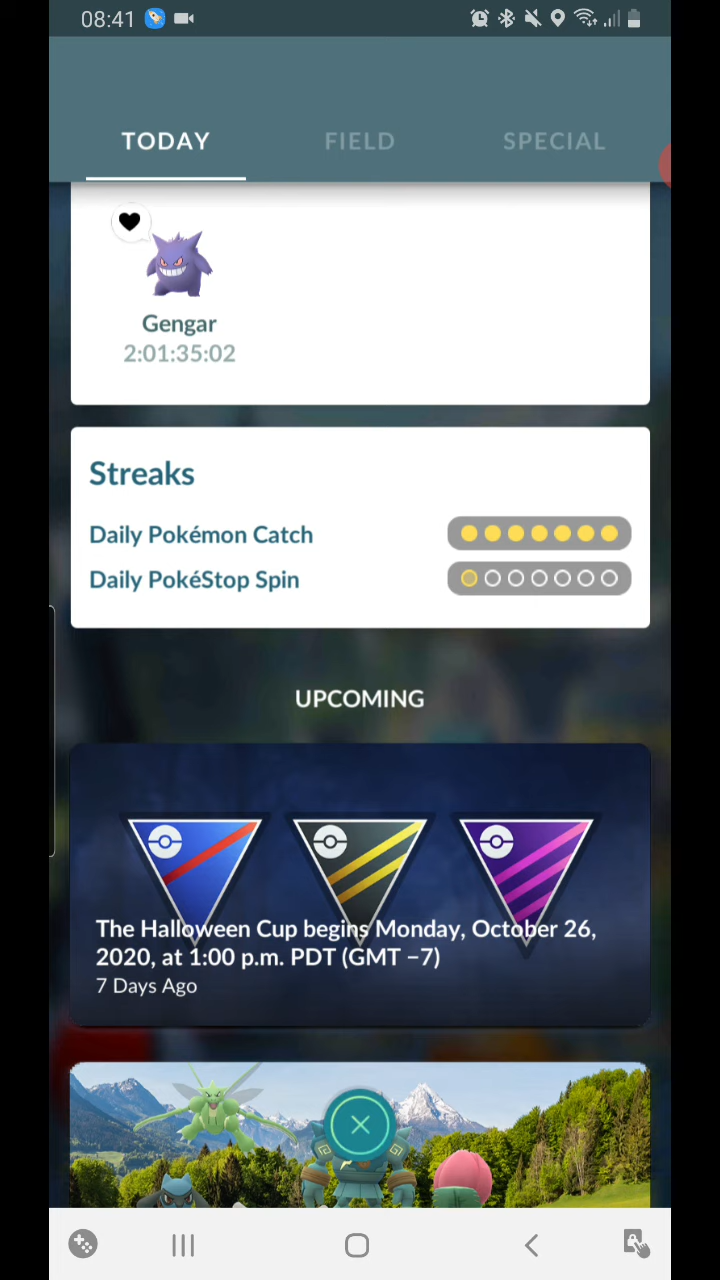 08:41
TODAY FIELD SPECIAL
Gengar
2:01:35:02
Streaks
Daily Pokémon Catch
Daily PokéStop Spin
UPCOMING
The Halloween Cup begins Monday, October 26,
2020, at 1:00 p.m. PDT (GMT −7)
7 Days Ago